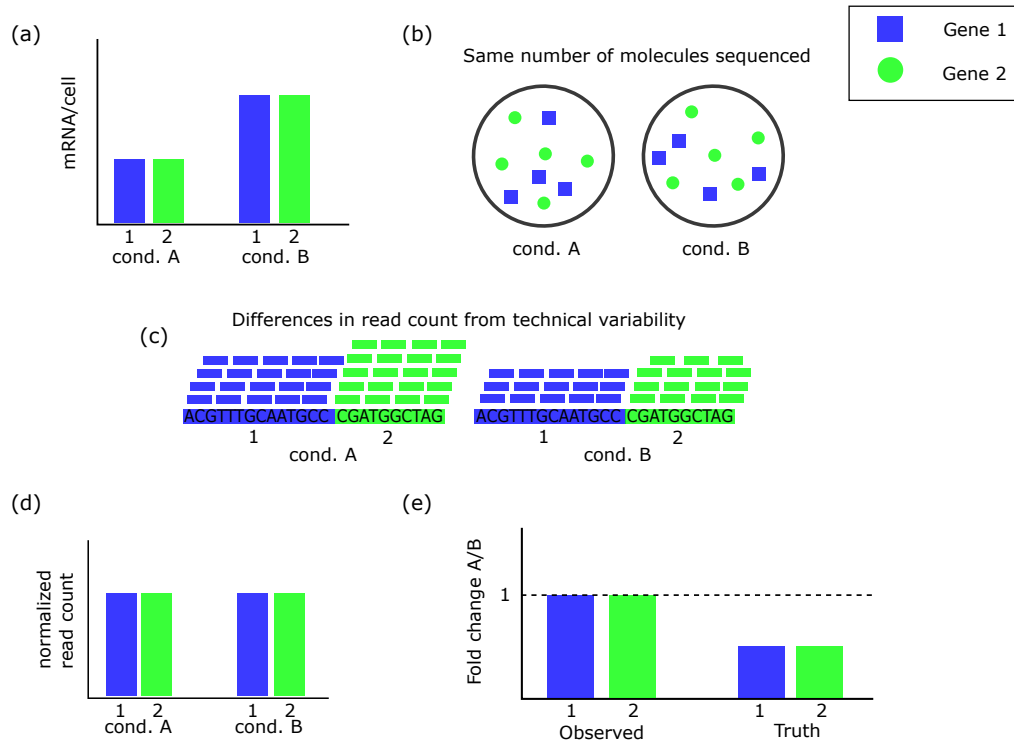 (a)
mRNA/cell
1 2 1 2
cond. A cond. B
(b)
Same number of molecules sequenced
cond. A cond. B
Gene 1
Gene 2
(c)
Differences in read count from technical variability
ACGTTTGCAATGCC CGATGGCTAG ACGTTTGCAATGCC CGATGGCTAG
1 2 1 2
cond. A cond. B
(d)
normalized
read count
1 2 1 2
cond. A cond. B
(e)
Fold change A/B
1
1 2 1 2
Observed Truth